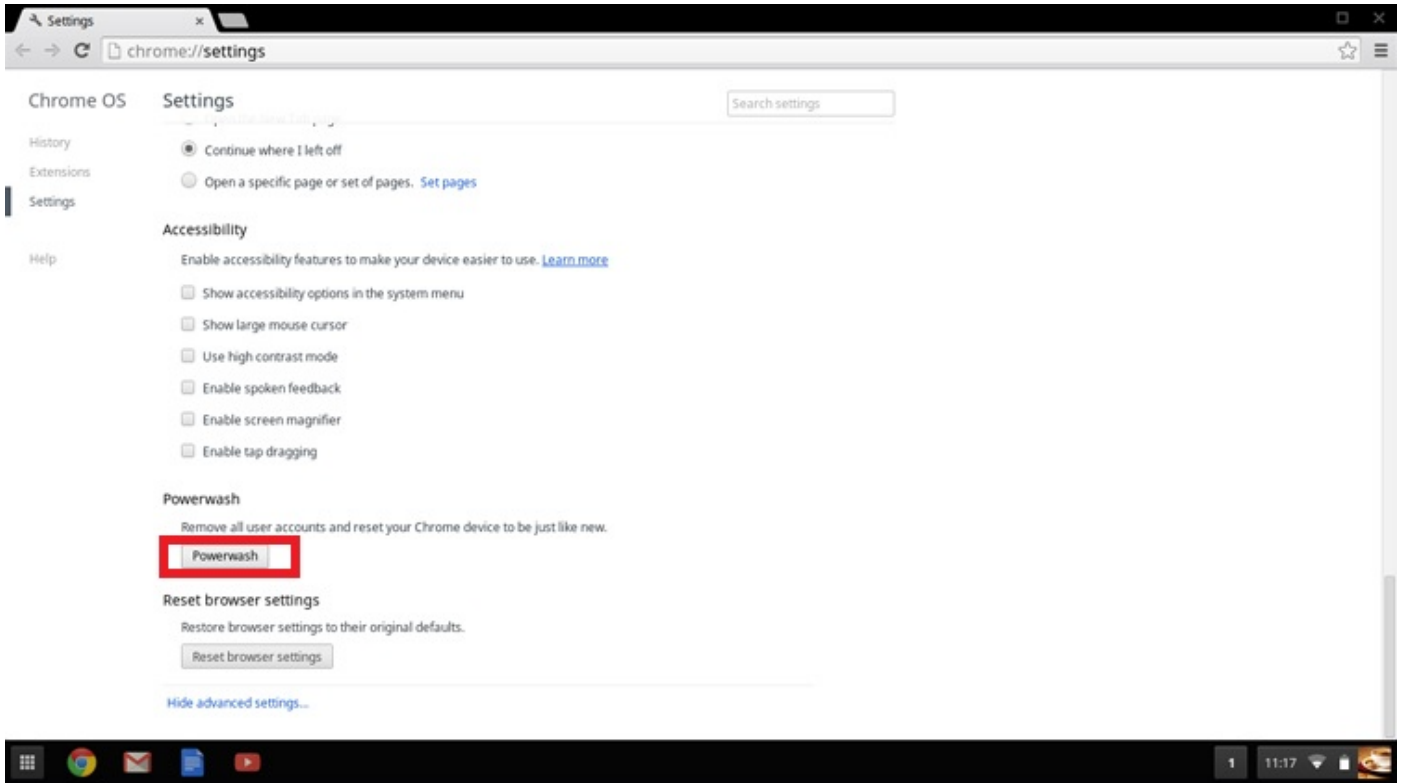 Settings
chrome://settings
Chrome OS
Settings
Search settings
History
Extensions
Settings
Help
Continue where I left off
Open a specific page or set of pages. Set pages
Accessibility
Enable accessibility features to make your device easier to use. Learn more
Show accessibility options in the system menu
Show large mouse cursor
Use high contrast mode
Enable spoken feedback
Enable screen magnifier
Enable tap dragging
Powerwash
Remove all user accounts and reset your Chrome device to be just like new.
Powerwash
Reset browser settings
Restore browser settings to their original defaults.
Reset browser settings
Hide advanced settings...
1
11:17